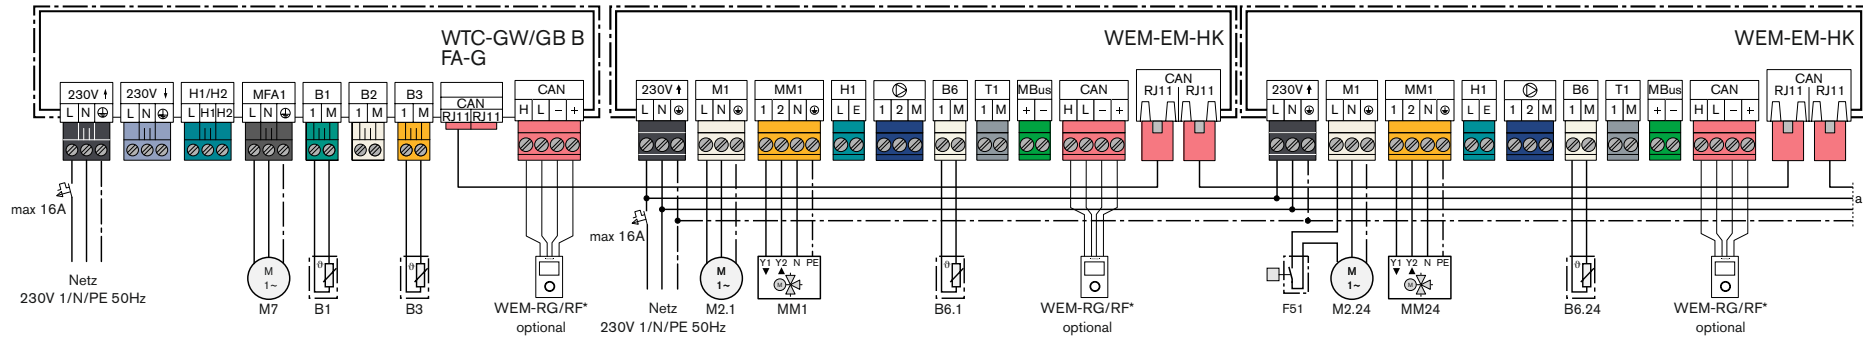 WTC-GW/GB B
FA-G
WEM-EM-HK
WEM-EM-HK
230V
L N
230V
L N
H1/H2
L H1 H2
MFA1
L N
B1
1 M
B2
1 M
B3
1 M
CAN
RJ11 RJ11
CAN
H L − +
230V
L N
M1
L N
MM1
1 2 N
H1
L E
1 2 M
B6
1 M
T1
1 M
MBus
+ −
CAN
H L − +
CAN
RJ11 RJ11
230V
L N
M1
L N
MM1
1 2 N
H1
L E
1 2 M
B6
1 M
T1
1 M
MBus
+ −
CAN
H L − +
CAN
RJ11 RJ11
max 16A
Netz
230V 1/N/PE 50Hz
M
1~
M7
ϑ
B1
ϑ
B3
WEM-RG/RF*
optional
max 16A
Netz
230V 1/N/PE 50Hz
M
1~
M2.1
Y1 Y2 N PE
M
MM1
ϑ
B6.1
WEM-RG/RF*
optional
F51
M
1~
M2.24
Y1 Y2 N PE
M
MM24
ϑ
B6.24
WEM-RG/RF*
optional
a